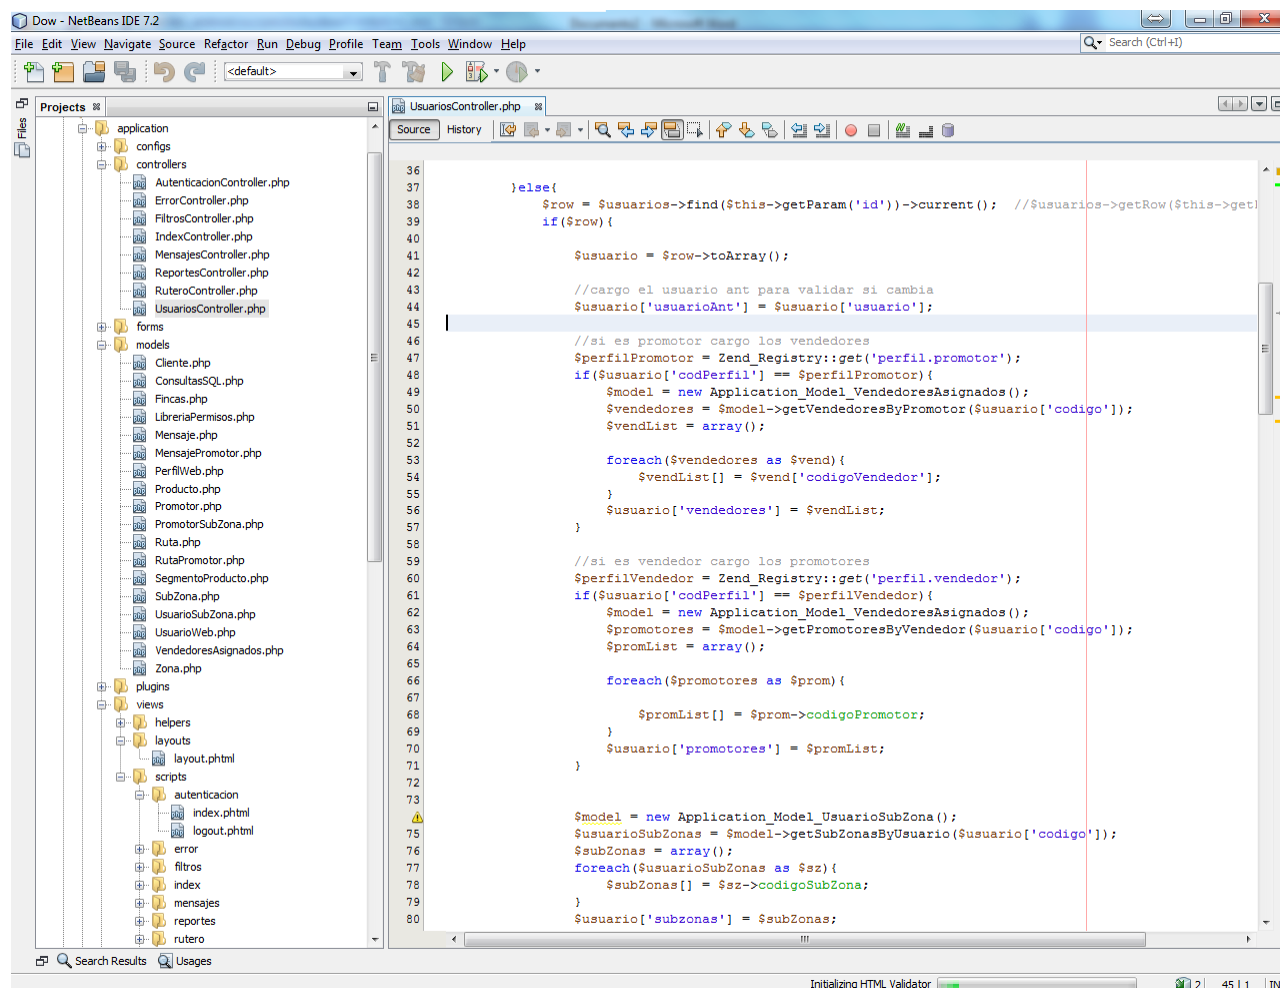 Dow - NetBeans IDE 7.2
File Edit View Navigate Source Refactor Run Debug Profile Team Tools Window Help
Search (Ctrl+I)
<default>
Files
Projects
application
configs
controllers
AutenticacionController.php
ErrorController.php
FiltrosController.php
IndexController.php
MensajesController.php
ReportesController.php
RuteroController.php
UsuariosController.php
forms
models
Cliente.php
ConsultasSQL.php
Fincas.php
LibreriaPermisos.php
Mensaje.php
MensajePromotor.php
PerfilWeb.php
Producto.php
Promotor.php
PromotorSubZona.php
Ruta.php
RutaPromotor.php
SegmentoProducto.php
SubZona.php
UsuarioSubZona.php
UsuarioWeb.php
VendedoresAsignados.php
Zona.php
plugins
views
helpers
layouts
layout.phtml
scripts
autenticacion
index.phtml
logout.phtml
error
filtros
index
mensajes
reportes
rutero
UsuariosController.php
Source History
36
37 }else{
38 $row = $usuarios->find($this->getParam('id'))->current(); //$usuarios->getRow($this->get
39 if($row){
40
41 $usuario = $row->toArray();
42
43 //cargo el usuario ant para validar si cambia
44 $usuario['usuarioAnt'] = $usuario['usuario'];
45
46 //si es promotor cargo los vendedores
47 $perfilPromotor = Zend_Registry::get('perfil.promotor');
48 if($usuario['codPerfil'] == $perfilPromotor){
49 $model = new Application_Model_VendedoresAsignados();
50 $vendedores = $model->getVendedoresByPromotor($usuario['codigo']);
51 $vendList = array();
52
53 foreach($vendedores as $vend){
54 $vendList[] = $vend['codigoVendedor'];
55 }
56 $usuario['vendedores'] = $vendList;
57 }
58
59 //si es vendedor cargo los promotores
60 $perfilVendedor = Zend_Registry::get('perfil.vendedor');
61 if($usuario['codPerfil'] == $perfilVendedor){
62 $model = new Application_Model_VendedoresAsignados();
63 $promotores = $model->getPromotoresByVendedor($usuario['codigo']);
64 $promList = array();
65
66 foreach($promotores as $prom){
67
68 $promList[] = $prom->codigoPromotor;
69 }
70 $usuario['promotores'] = $promList;
71 }
72
73
$model = new Application_Model_UsuarioSubZona();
75 $usuarioSubZonas = $model->getSubZonasByUsuario($usuario['codigo']);
76 $subZonas = array();
77 foreach($usuarioSubZonas as $sz){
78 $subZonas[] = $sz->codigoSubZona;
79 }
80 $usuario['subzonas'] = $subZonas;
Search Results Usages
Initializing HTML Validator 2 45 | 1 IN